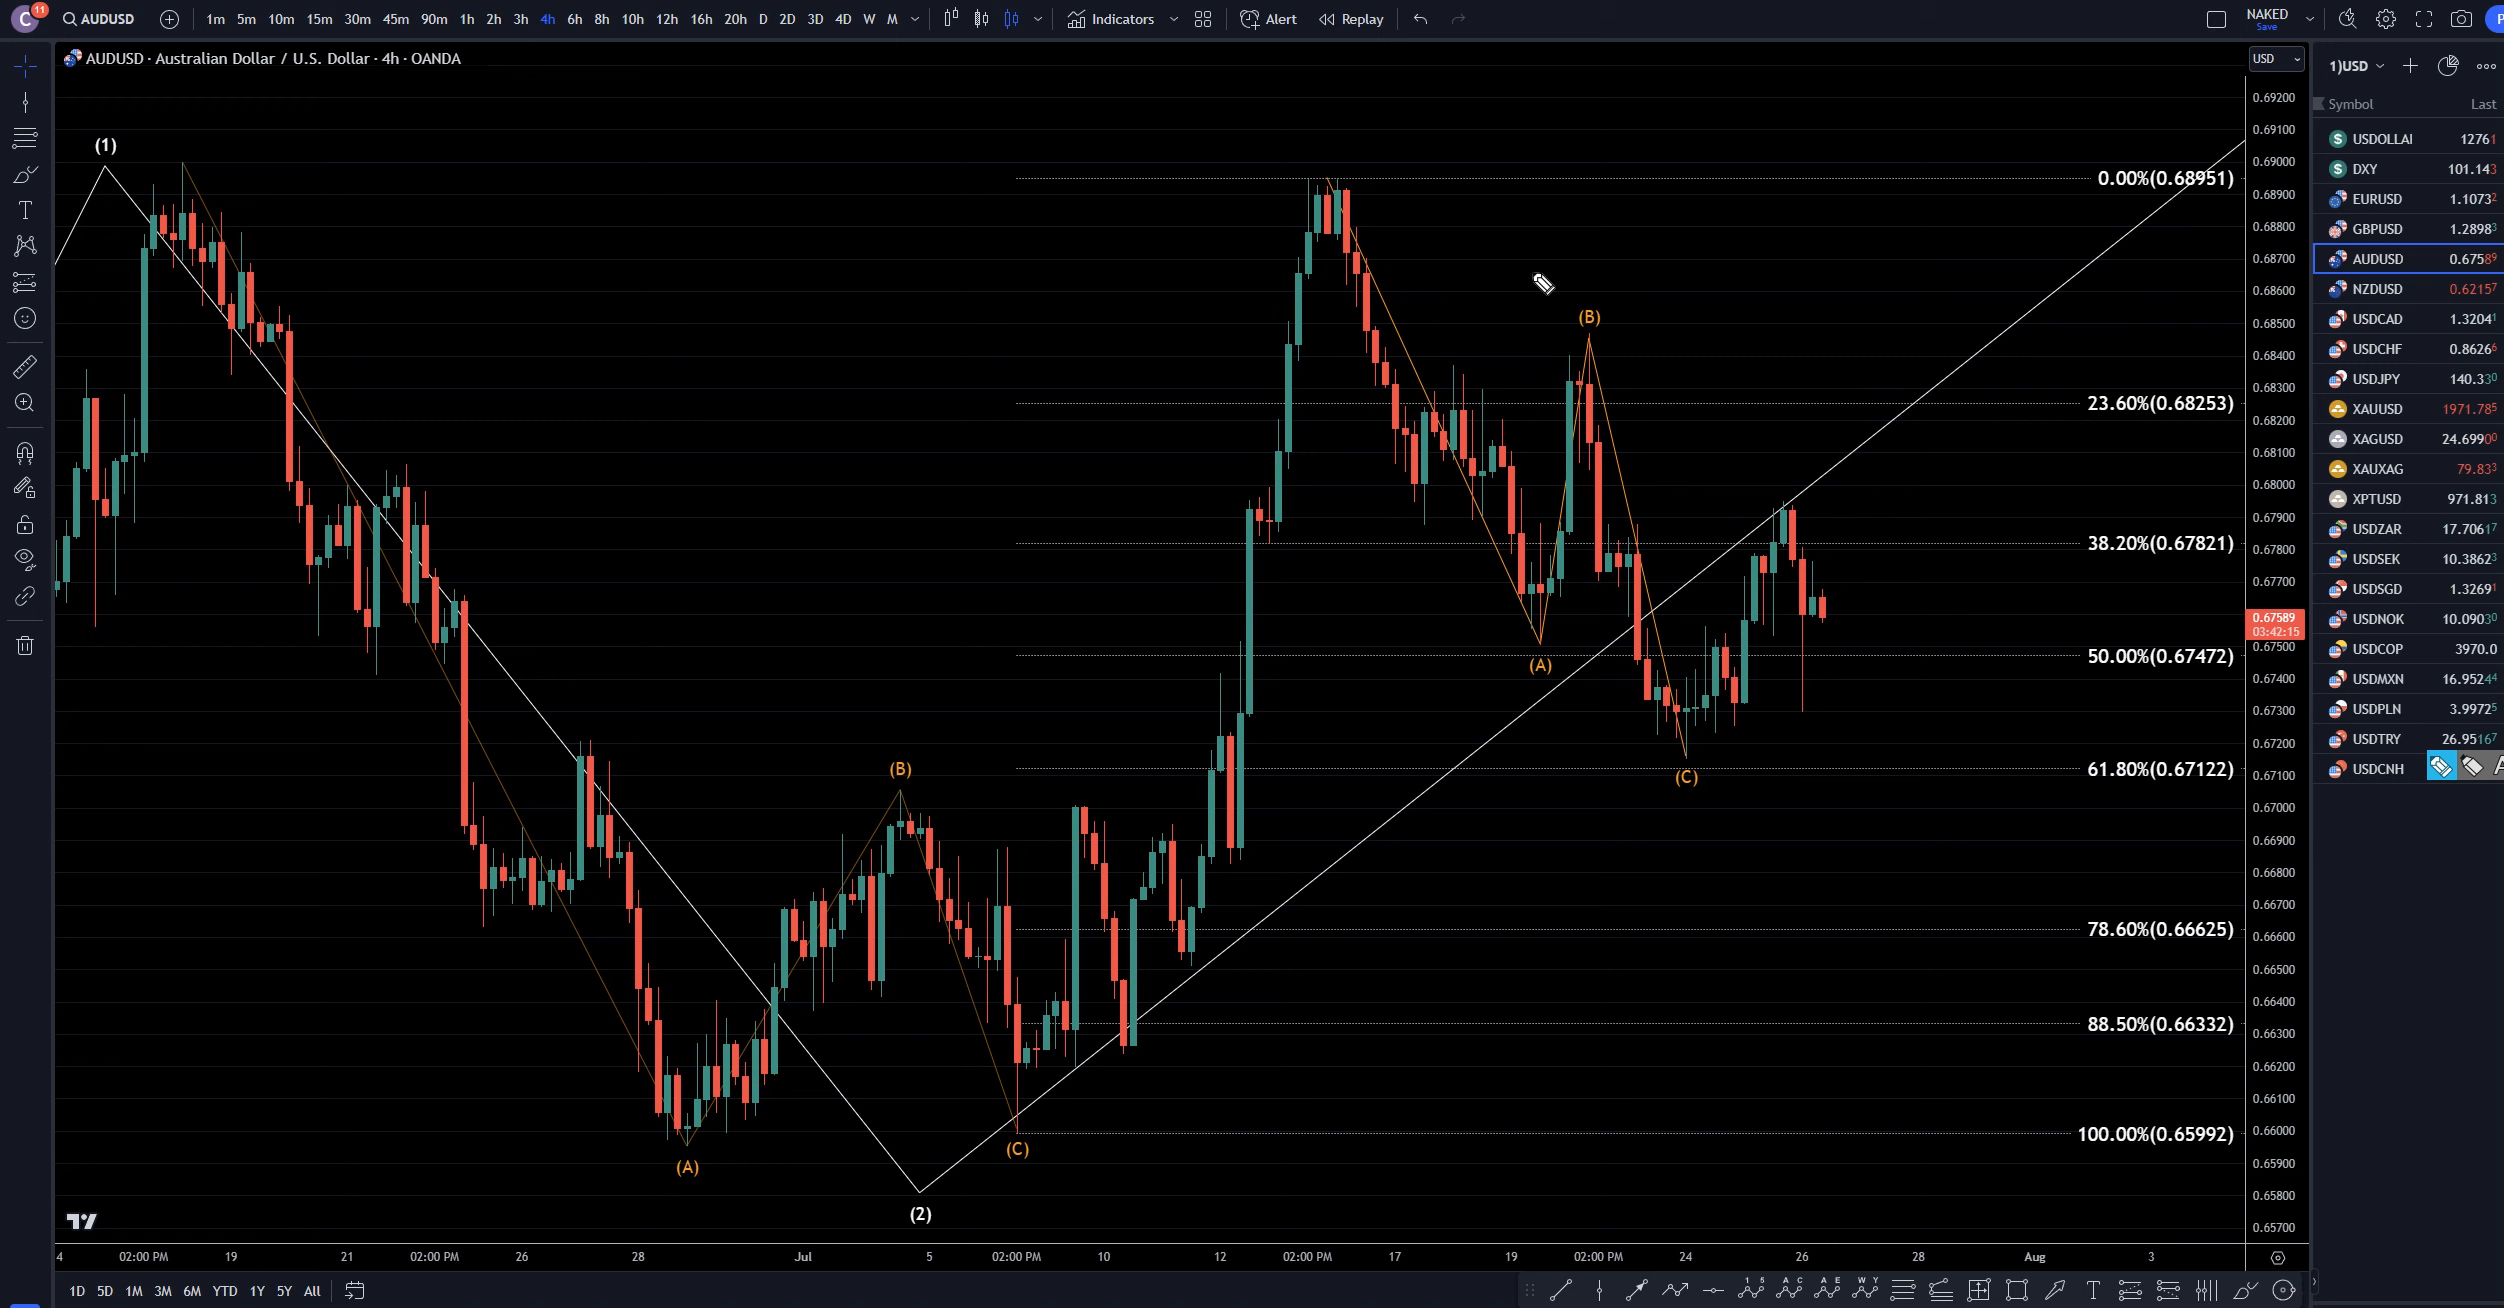 C 11 AUDUSD 1m 5m 10m 15m 30m 45m 90m 1h 2h 3h 4h 6h 8h 10h 12h 16h 20h D 2D 3D 4D W M Indicators Alert Replay NAKED
Save
AUDUSD · Australian Dollar / U.S. Dollar · 4h · OANDA
USD
1)USD
Symbol Last
USDOLLAI 12761
DXY 101.143
EURUSD 1.10732
GBPUSD 1.28983
AUDUSD 0.67589
NZDUSD 0.62157
USDCAD 1.32041
USDCHF 0.86266
USDJPY 140.330
XAUUSD 1971.785
XAGUSD 24.6990
XAUXAG 79.833
XPTUSD 971.813
USDZAR 17.70617
USDSEK 10.38623
USDSGD 1.32691
USDNOK 10.09030
USDCOP 3970.0
USDMXN 16.95244
USDPLN 3.99725
USDTRY 26.95167
USDCNH
0.69200
0.69100
0.69000
0.68900
0.68800
0.68700
0.68600
0.68500
0.68400
0.68300
0.68200
0.68100
0.68000
0.67900
0.67800
0.67700
0.67589
03:42:15
0.67500
0.67400
0.67300
0.67200
0.67100
0.67000
0.66900
0.66800
0.66700
0.66600
0.66500
0.66400
0.66300
0.66200
0.66100
0.66000
0.65900
0.65800
0.65700
(1)
0.00%(0.68951)
(B)
23.60%(0.68253)
38.20%(0.67821)
50.00%(0.67472)
(A)
(B)
61.80%(0.67122)
(C)
78.60%(0.66625)
88.50%(0.66332)
100.00%(0.65992)
(C)
(A)
(2)
4 02:00 PM 19 21 02:00 PM 26 28 Jul 5 02:00 PM 10 12 02:00 PM 17 19 02:00 PM 24 26 28 Aug 3
1D 5D 1M 3M 6M YTD 1Y 5Y All